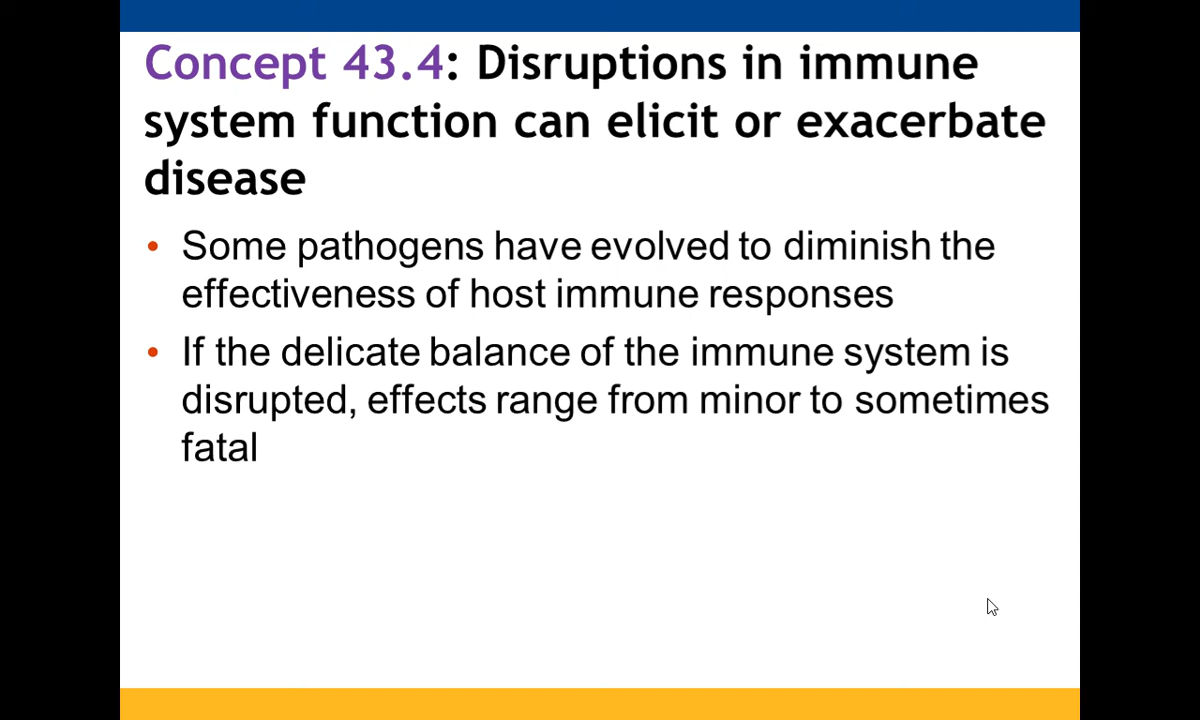 Concept 43.4: Disruptions in immune
system function can elicit or exacerbate
disease
• Some pathogens have evolved to diminish the
effectiveness of host immune responses
• If the delicate balance of the immune system is
disrupted, effects range from minor to sometimes
fatal